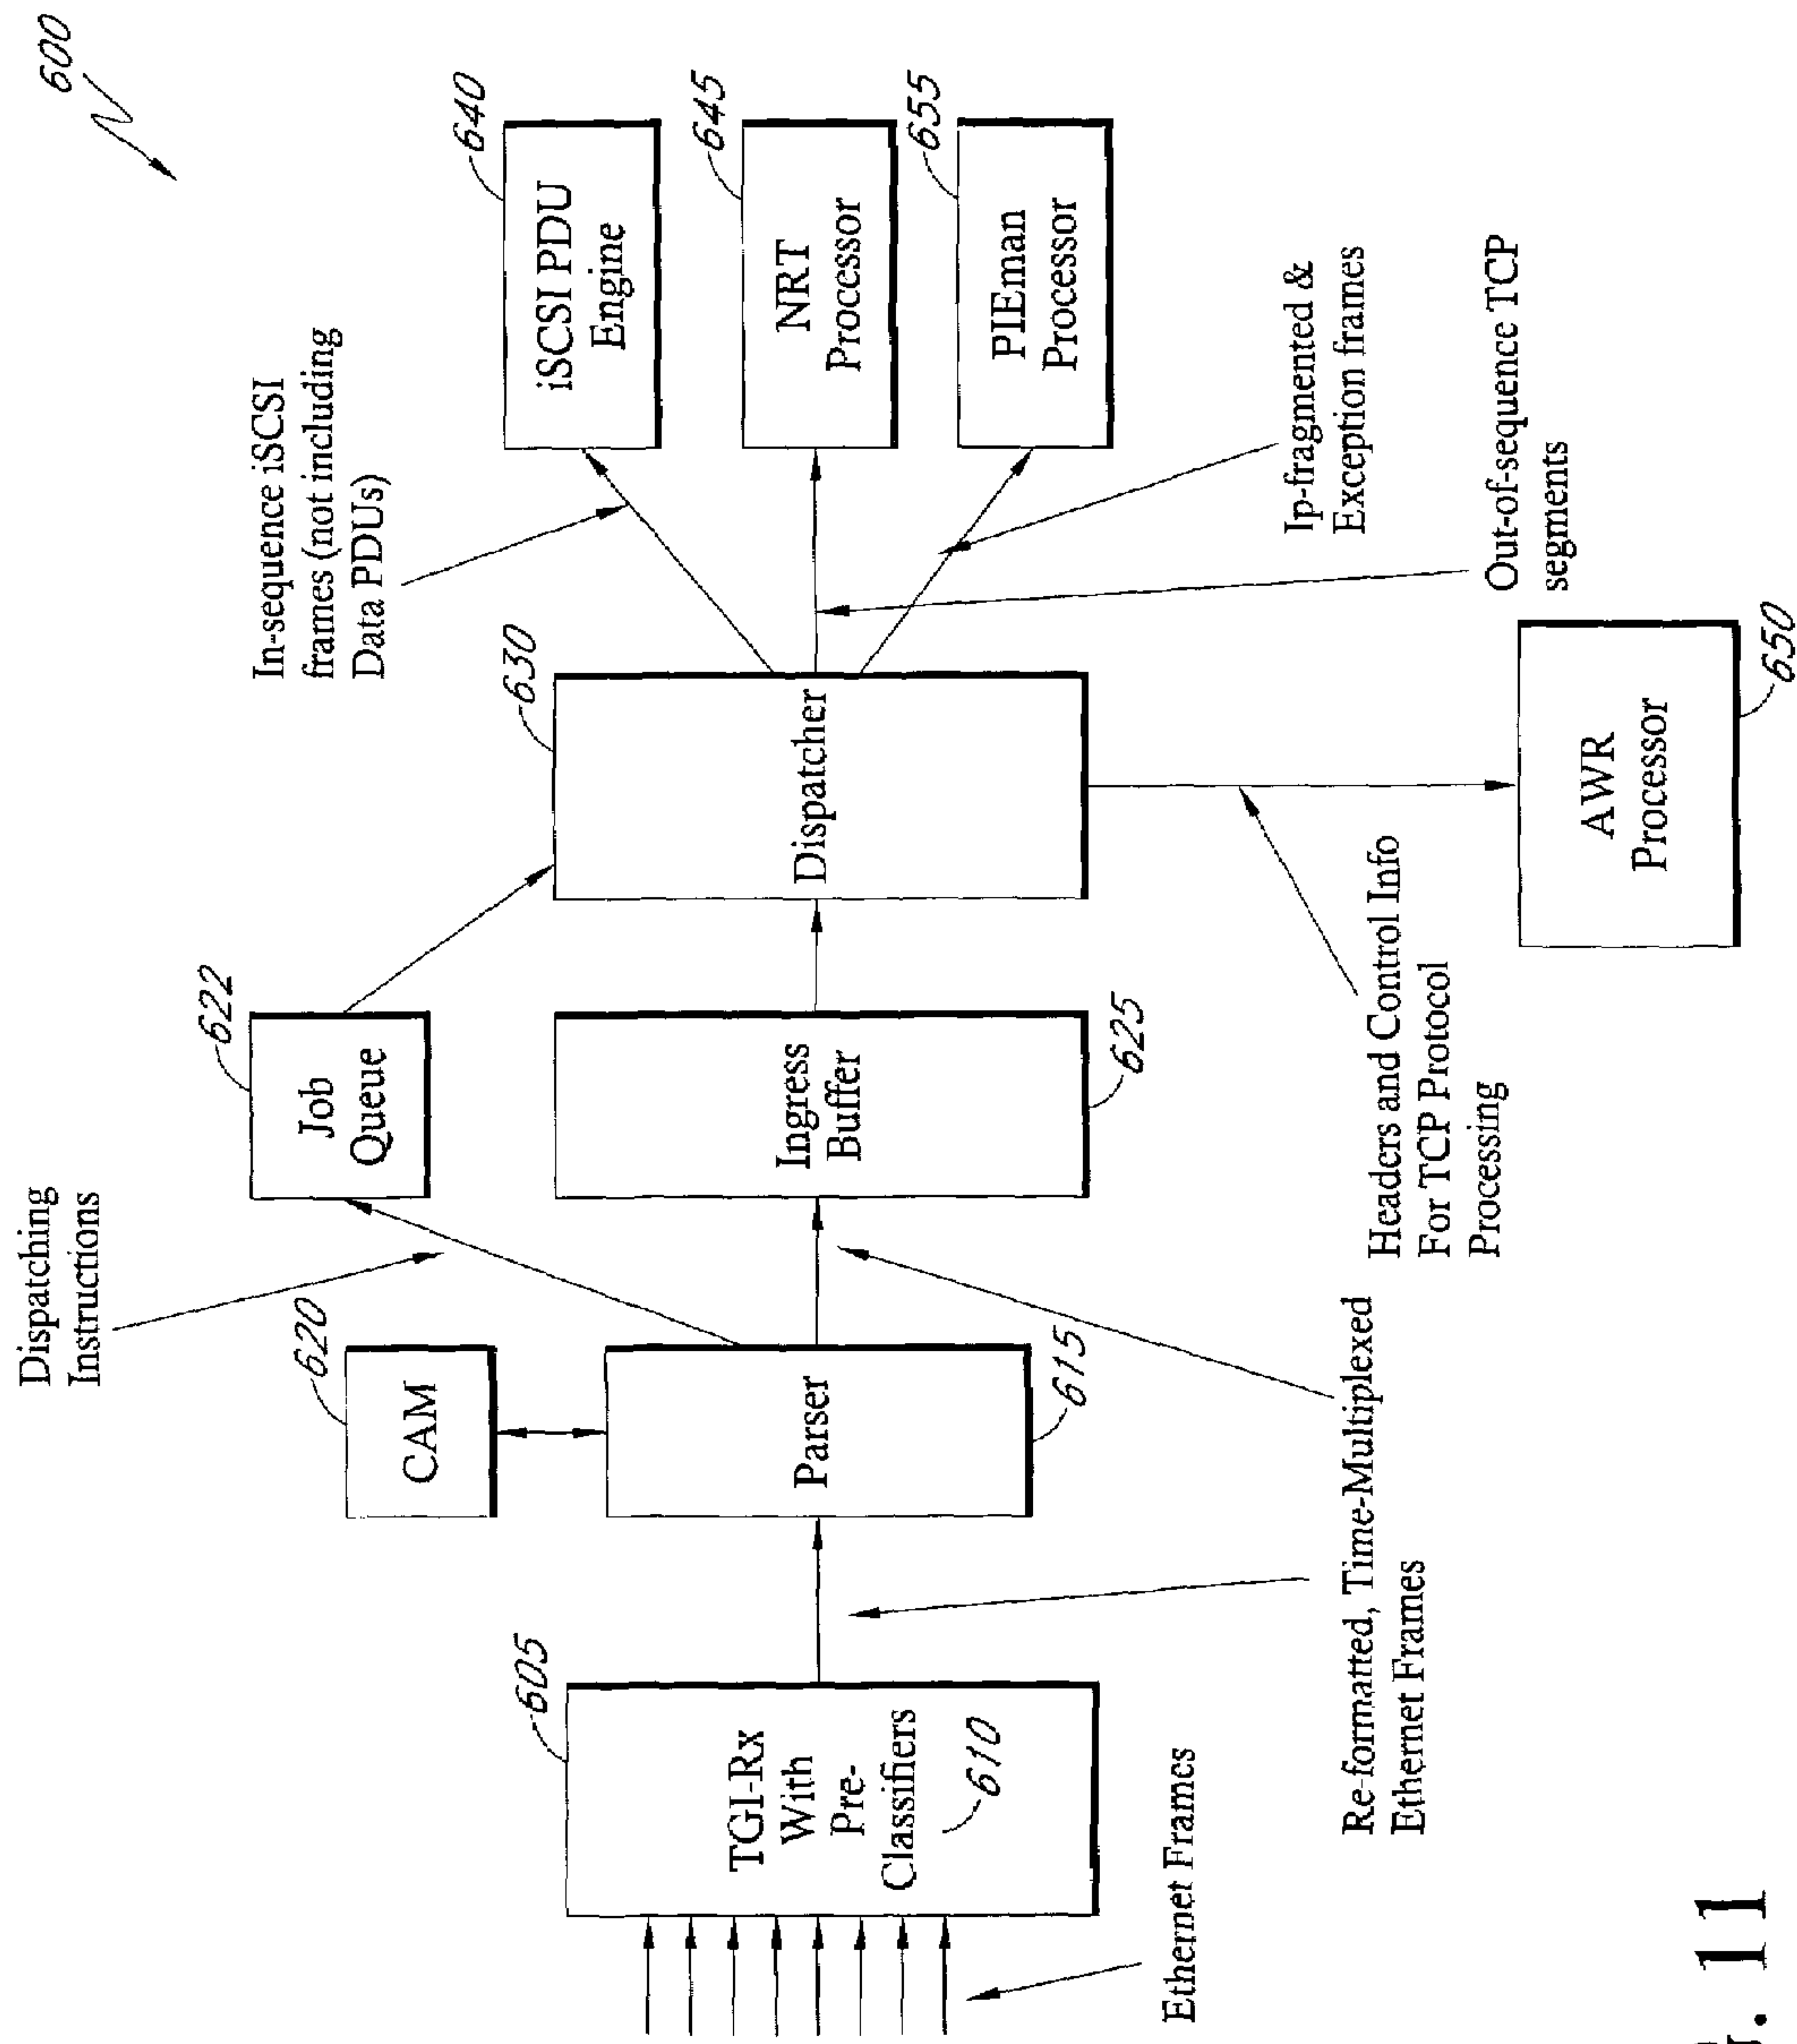 600
Dispatching
Instructions
In-sequence iSCSI
frames (not including
Data PDUs)
622
Job
Queue
620
CAM
640
iSCSI PDU
Engine
605
TGI-Rx
With
Pre-
Classifiers
610
Parser
615
Ingress
Buffer
625
630
Dispatcher
645
NRT
Processor
655
PIEman
Processor
Ethernet Frames
Re-formatted, Time-Multiplexed
Ethernet Frames
Headers and Control Info
For TCP Protocol
Processing
Ip-fragmented &
Exception frames
Out-of-sequence TCP
segments
AWR
Processor
650
11